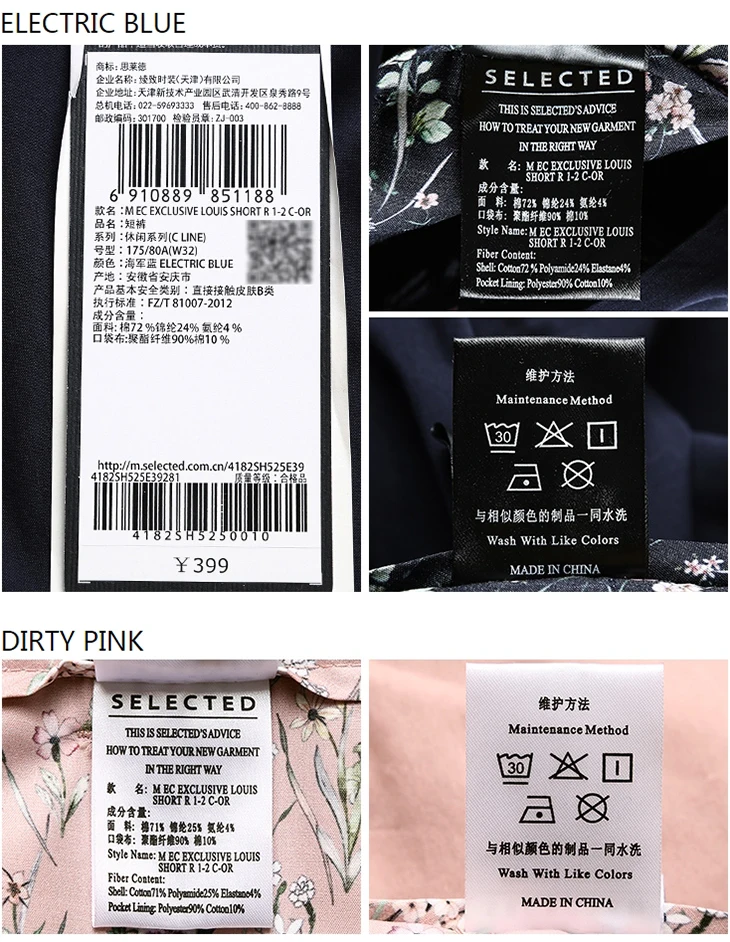 ELECTRIC BLUE
商标：思莱德
企业名称：绫致时装(天津)有限公司
企业地址：天津新技术产业园区武清开发区泉秀路9号
总机电话：022-59693333 售后电话：400-862-8888
邮政编码：301700 检验员章：ZJ-003
6 910889 851188
款名：M EC EXCLUSIVE LOUIS SHORT R 1-2 C-OR
品名：短裤
系列：休闲系列(C LINE)
号型：175/80A(W32)
颜色：海军蓝 ELECTRIC BLUE
产地：安徽省安庆市
产品基本安全类别：直接接触皮肤B类
执行标准：FZ/T 81007-2012
成分含量：
面料：棉72 %锦纶24% 氨纶4 %
口袋布：聚酯纤维90%棉10 %
http://m.selected.com.cn/4182SH525E39
4182SH525E39281 质量等级：合格品
4182SH5250010
￥399
SELECTED
THIS IS SELECTED'S ADVICE
HOW TO TREAT YOUR NEW GARMENT
IN THE RIGHT WAY
款 名：M EC EXCLUSIVE LOUIS
SHORT R 1-2 C-OR
成分含量：
面 料：棉72% 锦纶24% 氨纶4%
口袋布：聚酯纤维90% 棉10%
Style Name: M EC EXCLUSIVE LOUIS
SHORT R 1-2 C-OR
Fiber Content:
Shell: Cotton72 % Polyamide24% Elastane4%
Pocket Lining: Polyester90% Cotton10%
维护方法
Maintenance Method
30
与相似颜色的制品一同水洗
Wash With Like Colors
MADE IN CHINA
DIRTY PINK
SELECTED
THIS IS SELECTED'S ADVICE
HOW TO TREAT YOUR NEW GARMENT
IN THE RIGHT WAY
款 名：M EC EXCLUSIVE LOUIS
SHORT R 1-2 C-OR
成分含量：
面 料：棉71% 锦纶25% 氨纶4%
口袋布：聚酯纤维90% 棉10%
Style Name: M EC EXCLUSIVE LOUIS
SHORT R 1-2 C-OR
Fiber Content:
Shell: Cotton71% Polyamide25% Elastane4%
Pocket Lining: Polyester90% Cotton10%
维护方法
Maintenance Method
30
与相似颜色的制品一同水洗
Wash With Like Colors
MADE IN CHINA